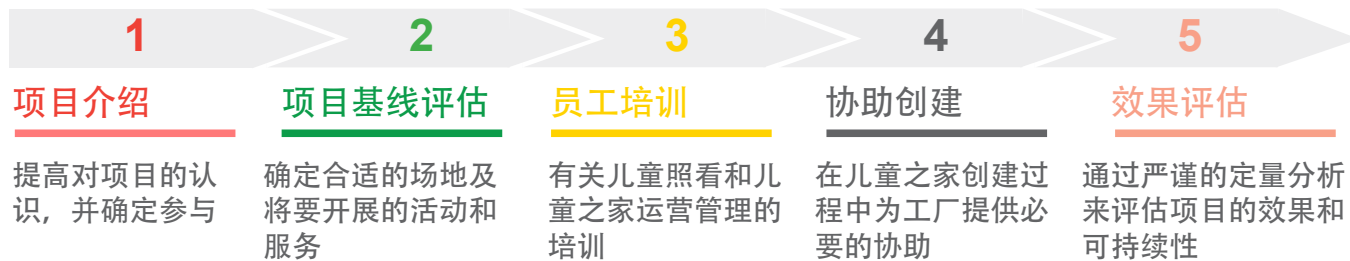 1
2
3
4
5
项目介绍
项目基线评估
员工培训
协助创建
效果评估
提高对项目的认
识，并确定参与
确定合适的场地及
将要开展的活动和
服务
有关儿童照看和儿
童之家运营管理的
培训
在儿童之家创建过
程中为工厂提供必
要的协助
通过严谨的定量分析
来评估项目的效果和
可持续性